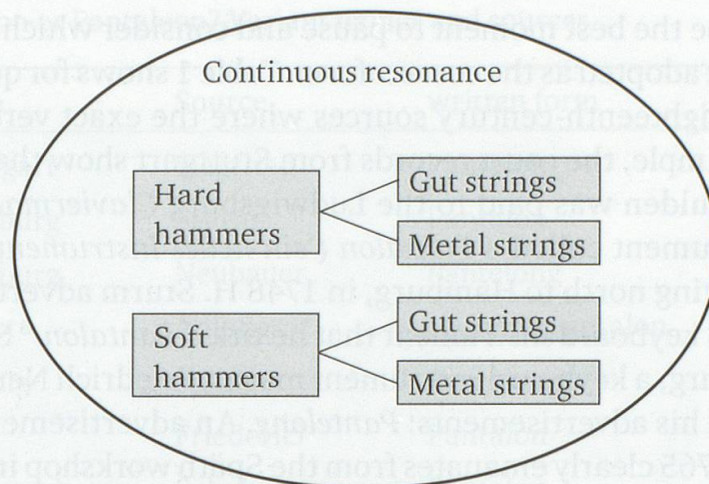 Continuous resonance
Hard
hammers
Gut strings
Metal strings
Soft
hammers
Gut strings
Metal strings